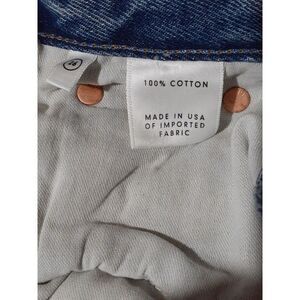 100% COTTON
MADE IN USA
OF IMPORTED
FABRIC